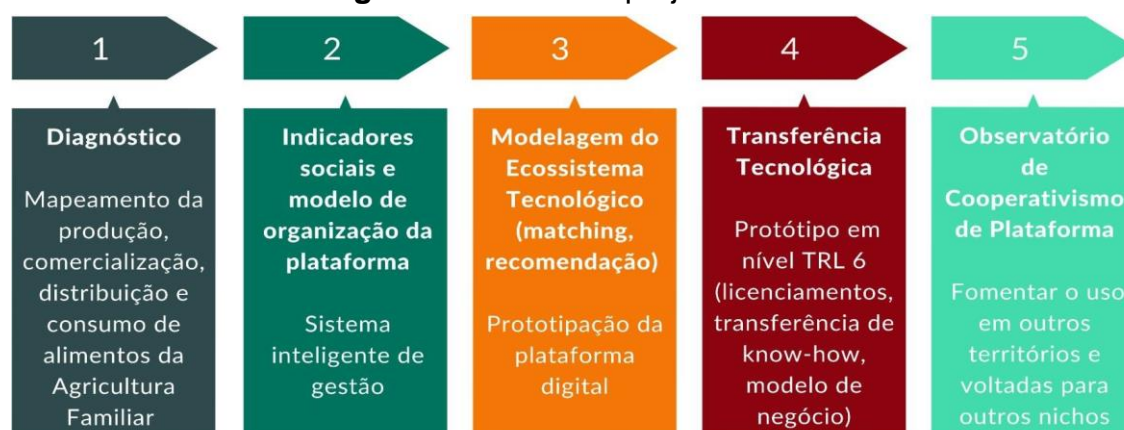 1
2
3
4
5
Diagnóstico
Mapeamento da
produção,
comercialização,
distribuição e
consumo de
alimentos da
Agricultura
Familiar
Indicadores
sociais e
modelo de
organização da
plataforma
Sistema
inteligente de
gestão
Modelagem do
Ecossistema
Tecnológico
(matching,
recomendação)
Prototipação da
plataforma
digital
Transferência
Tecnológica
Protótipo em
nível TRL 6
(licenciamentos,
transferência de
know-how,
modelo de
negócio)
Observatório
de
Cooperativismo
de Plataforma
Fomentar o uso
em outros
territórios e
voltadas para
outros nichos